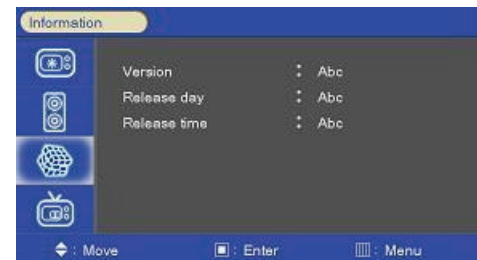 Information
Version : Abc
Release day : Abc
Release time : Abc
: Move : Enter : Menu